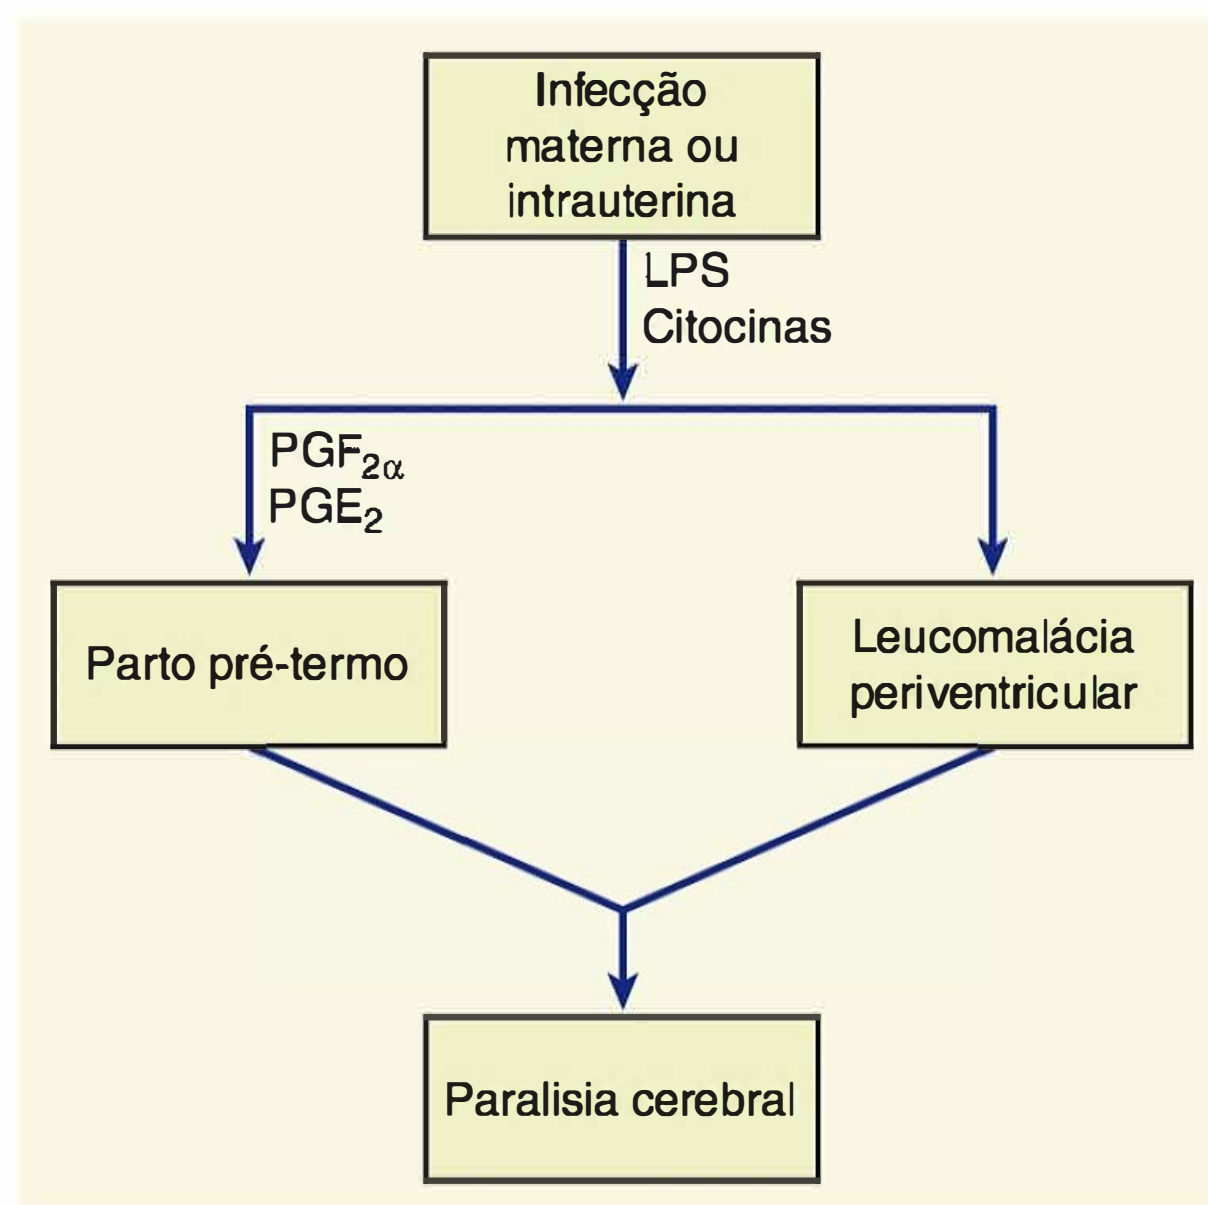 Infecção
materna ou
intrauterina
LPS
Citocinas
PGF₂α
PGE₂
Parto pré-termo
Leucomalácia
periventricular
Paralisia cerebral